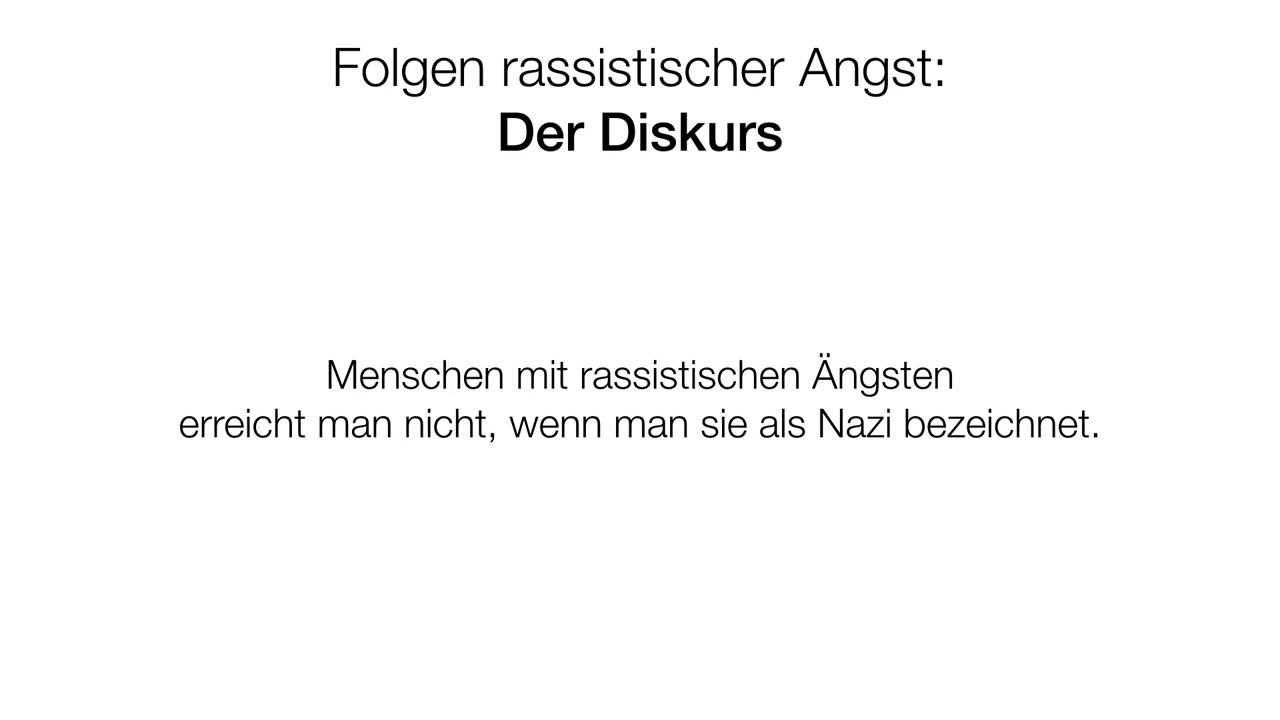 Folgen rassistischer Angst:
Der Diskurs
Menschen mit rassistischen Ängsten
erreicht man nicht, wenn man sie als Nazi bezeichnet.